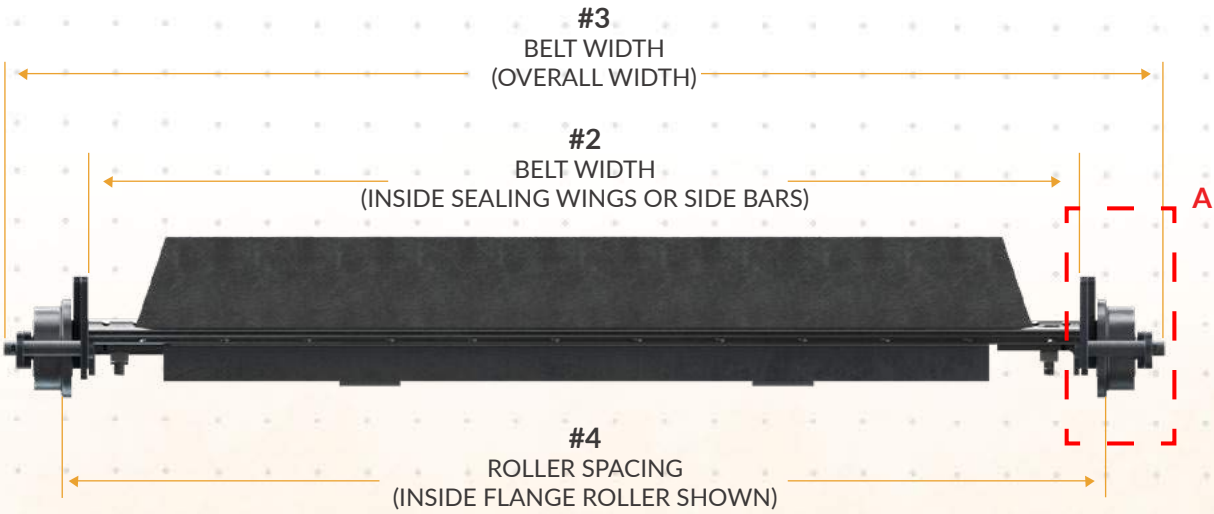 #3
BELT WIDTH
(OVERALL WIDTH)
#2
BELT WIDTH
(INSIDE SEALING WINGS OR SIDE BARS)
A
#4
ROLLER SPACING
(INSIDE FLANGE ROLLER SHOWN)